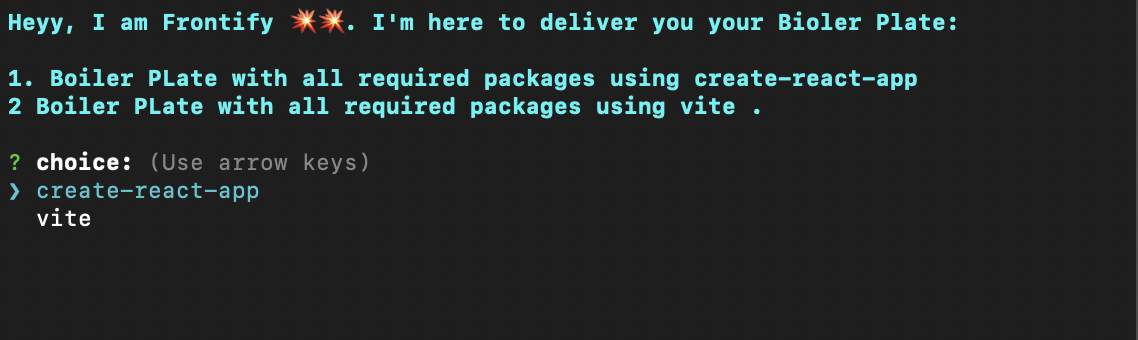 Heyy, I am Frontify 💥💥. I'm here to deliver you your Bioler Plate:
1. Boiler PLate with all required packages using create-react-app
2 Boiler PLate with all required packages using vite .
? choice: (Use arrow keys)
❯ create-react-app
vite